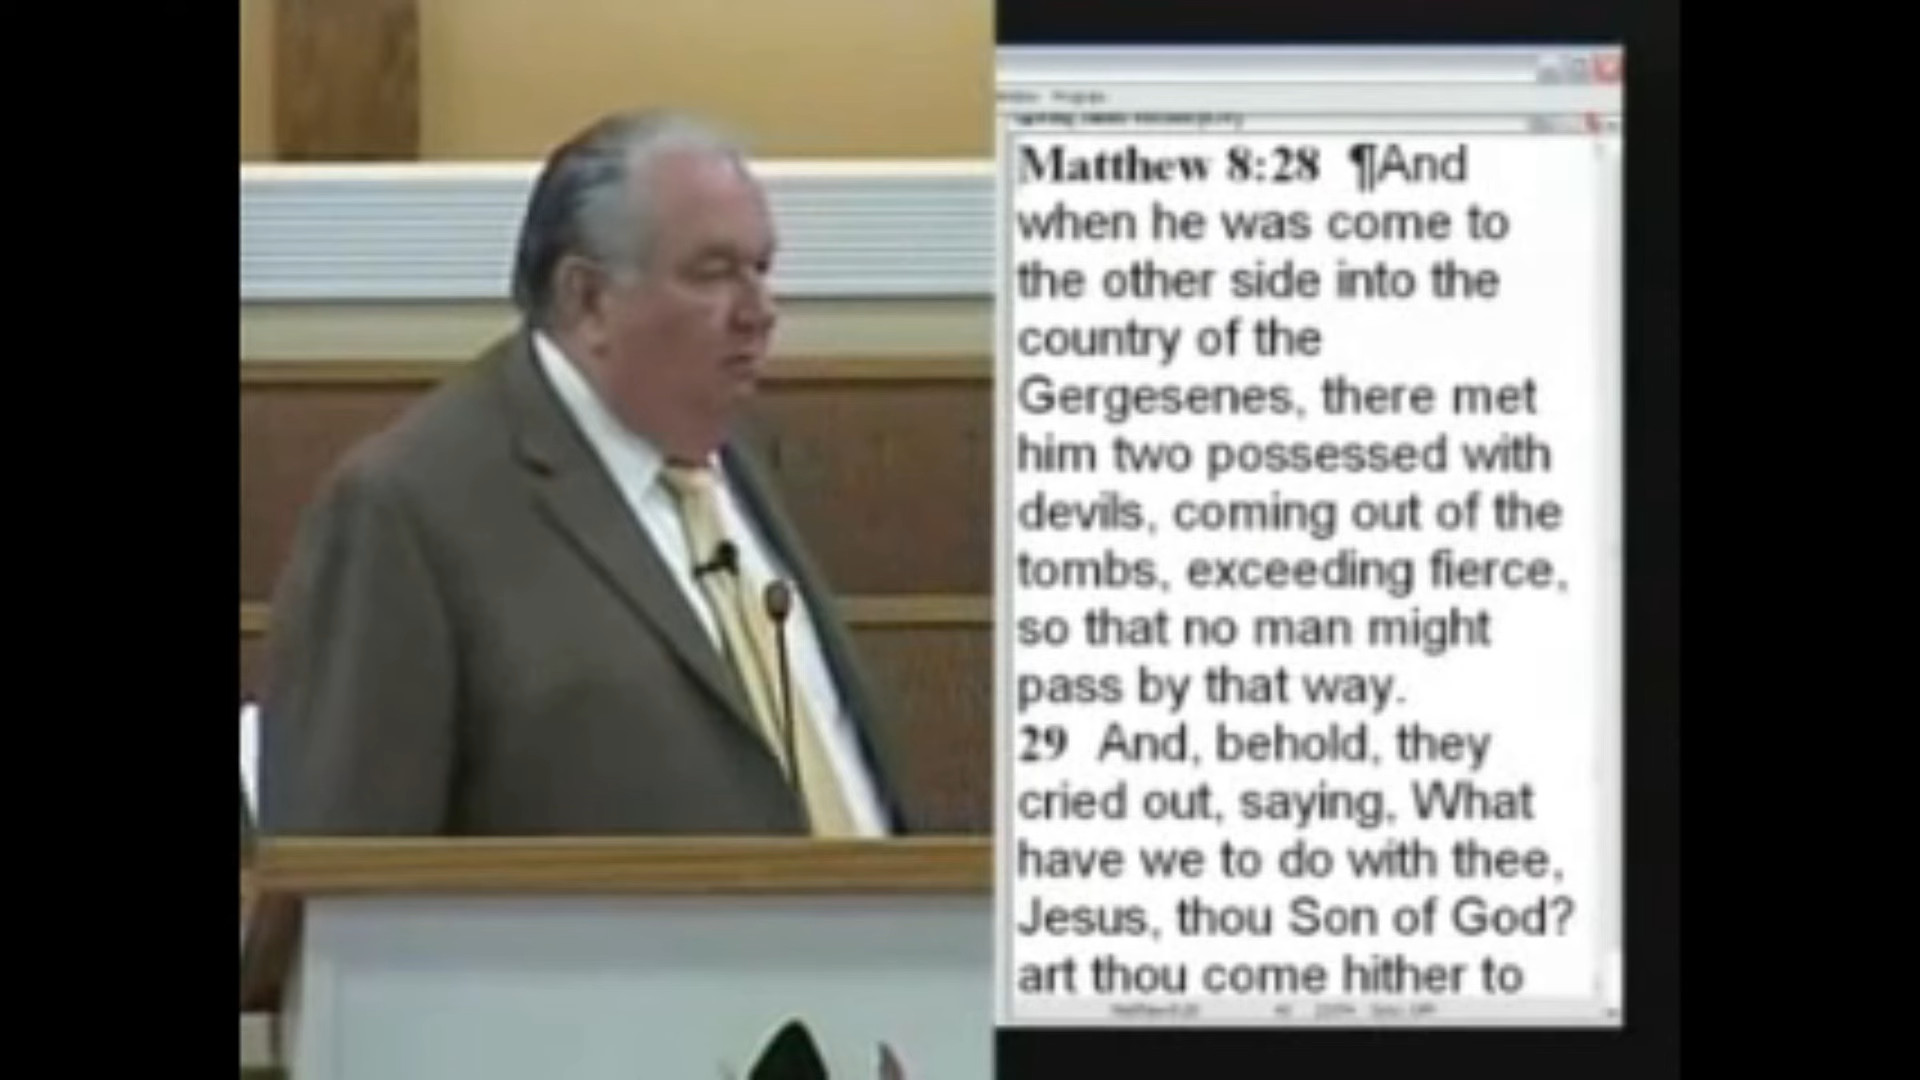 Matthew 8:28 ¶And
when he was come to
the other side into the
country of the
Gergesenes, there met
him two possessed with
devils, coming out of the
tombs, exceeding fierce,
so that no man might
pass by that way.
29 And, behold, they
cried out, saying, What
have we to do with thee,
Jesus, thou Son of God?
art thou come hither to